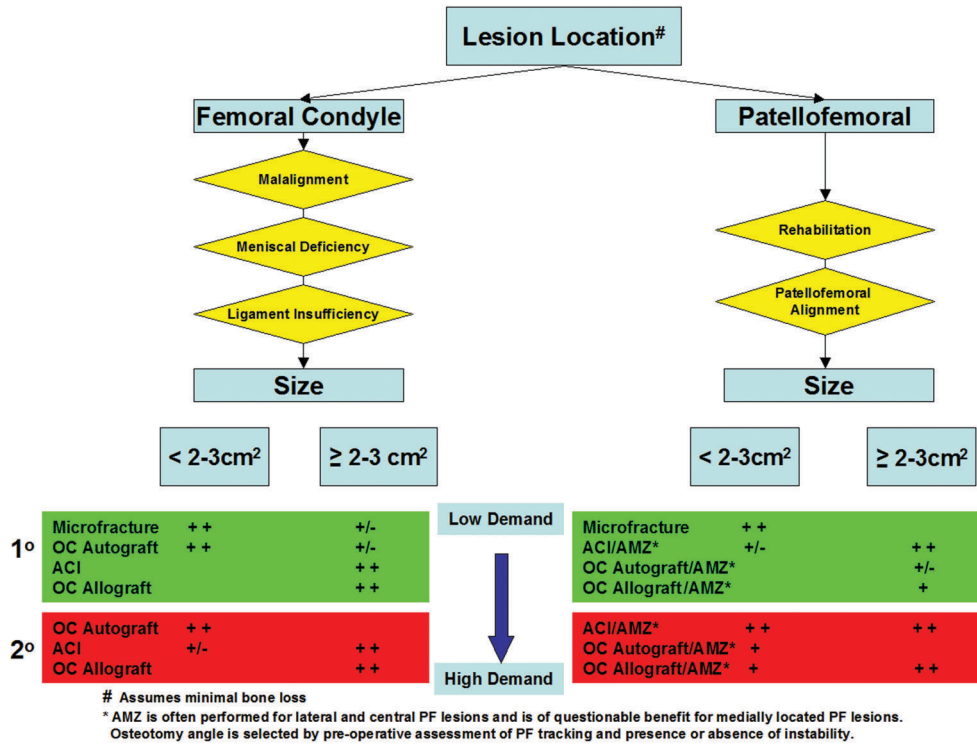 Lesion Location#
Femoral Condyle
Patellofemoral
Malalignment
Meniscal Deficiency
Ligament Insufficiency
Rehabilitation
Patellofemoral
Alignment
Size
Size
< 2-3cm²
≥ 2-3 cm²
< 2-3cm²
≥ 2-3cm²
1º
Microfracture + + +/-
OC Autograft + + +/-
ACI + +
OC Allograft + +
Low Demand
Microfracture + +
ACI/AMZ* +/- + +
OC Autograft/AMZ* +/-
OC Allograft/AMZ* +
2º
OC Autograft + +
ACI +/- + +
OC Allograft + +
High Demand
ACI/AMZ* + + + +
OC Autograft/AMZ* +
OC Allograft/AMZ* + + +
# Assumes minimal bone loss
* AMZ is often performed for lateral and central PF lesions and is of questionable benefit for medially located PF lesions.
Osteotomy angle is selected by pre-operative assessment of PF tracking and presence or absence of instability.